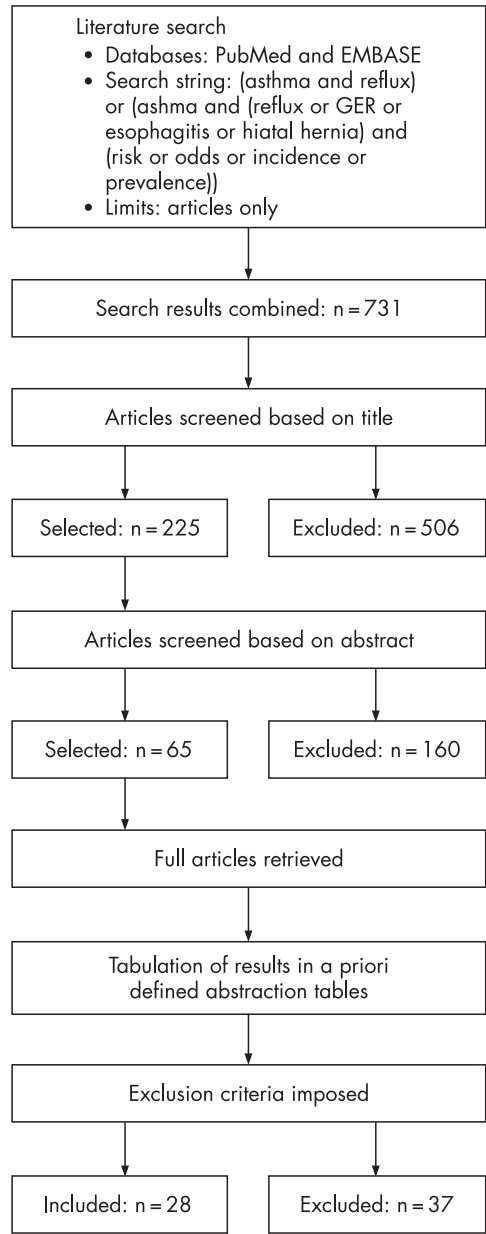 Literature search
• Databases: PubMed and EMBASE
• Search string: (asthma and reflux)
or (ashma and (reflux or GER or
esophagitis or hiatal hernia) and
(risk or odds or incidence or
prevalence))
• Limits: articles only
Search results combined: n = 731
Articles screened based on title
Selected: n = 225
Excluded: n = 506
Articles screened based on abstract
Selected: n = 65
Excluded: n = 160
Full articles retrieved
Tabulation of results in a priori
defined abstraction tables
Exclusion criteria imposed
Included: n = 28
Excluded: n = 37